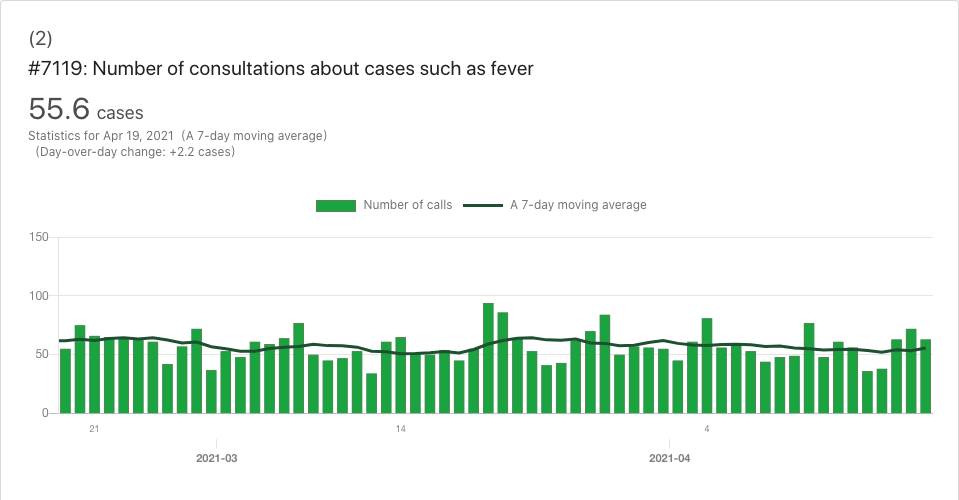 (2)
#7119: Number of consultations about cases such as fever
55.6 cases
Statistics for Apr 19, 2021 (A 7-day moving average)
(Day-over-day change: +2.2 cases)
Number of calls A 7-day moving average
150
100
50
0
21 14 4
2021-03 2021-04